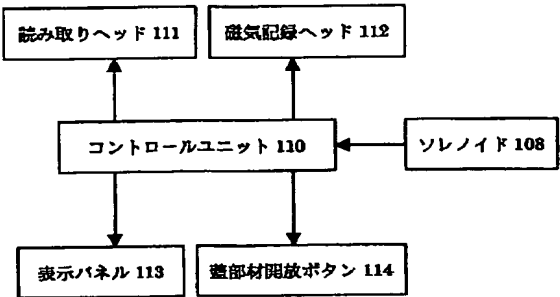 読み取りヘッド 111
磁気記録ヘッド 112
コントロールユニット 110
ソレノイド 108
表示パネル 113
蓋部材開放ボタン 114